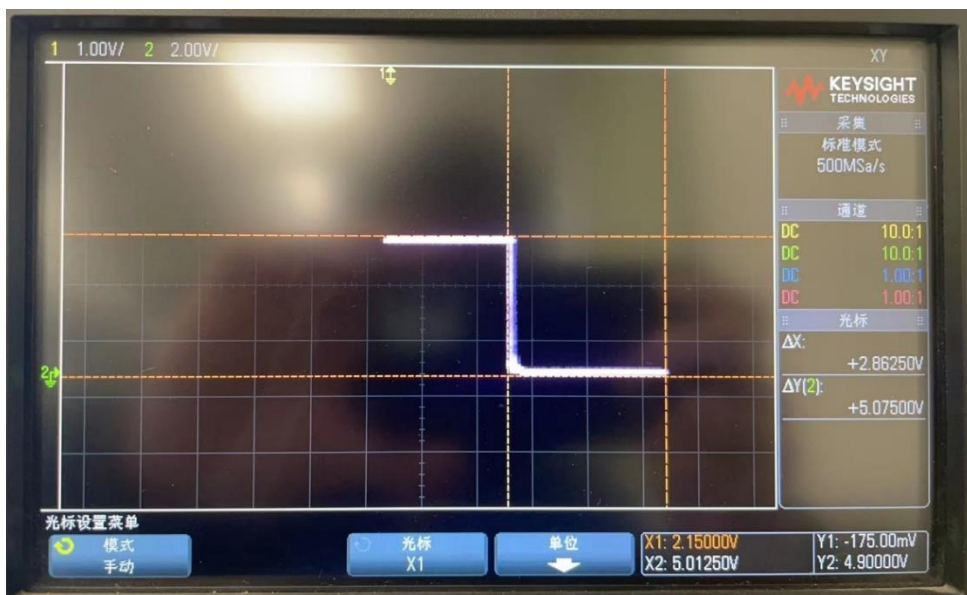 1 1.00V/ 2 2.00V/
XY
1
KEYSIGHT
TECHNOLOGIES
采集
标准模式
500MSa/s
通道
DC 10.0:1
DC 10.0:1
DC 1.00:1
DC 1.00:1
光标
ΔX:
+2.86250V
ΔY(2):
+5.07500V
2
光标设置菜单
模式
手动
光标
X1
单位
X1: 2.15000V
X2: 5.01250V
Y1: -175.00mV
Y2: 4.90000V